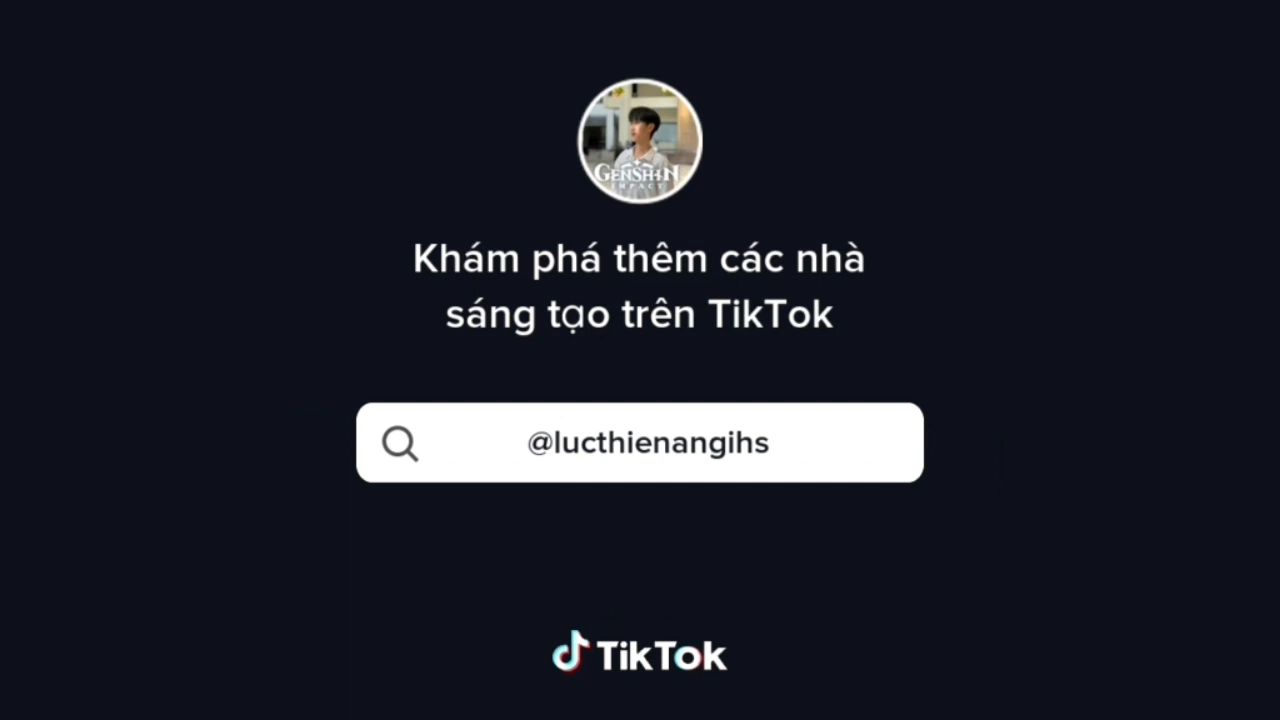 GENSHIN
IMPACT
Khám phá thêm các nhà
sáng tạo trên TikTok
@lucthienangihs
TikTok